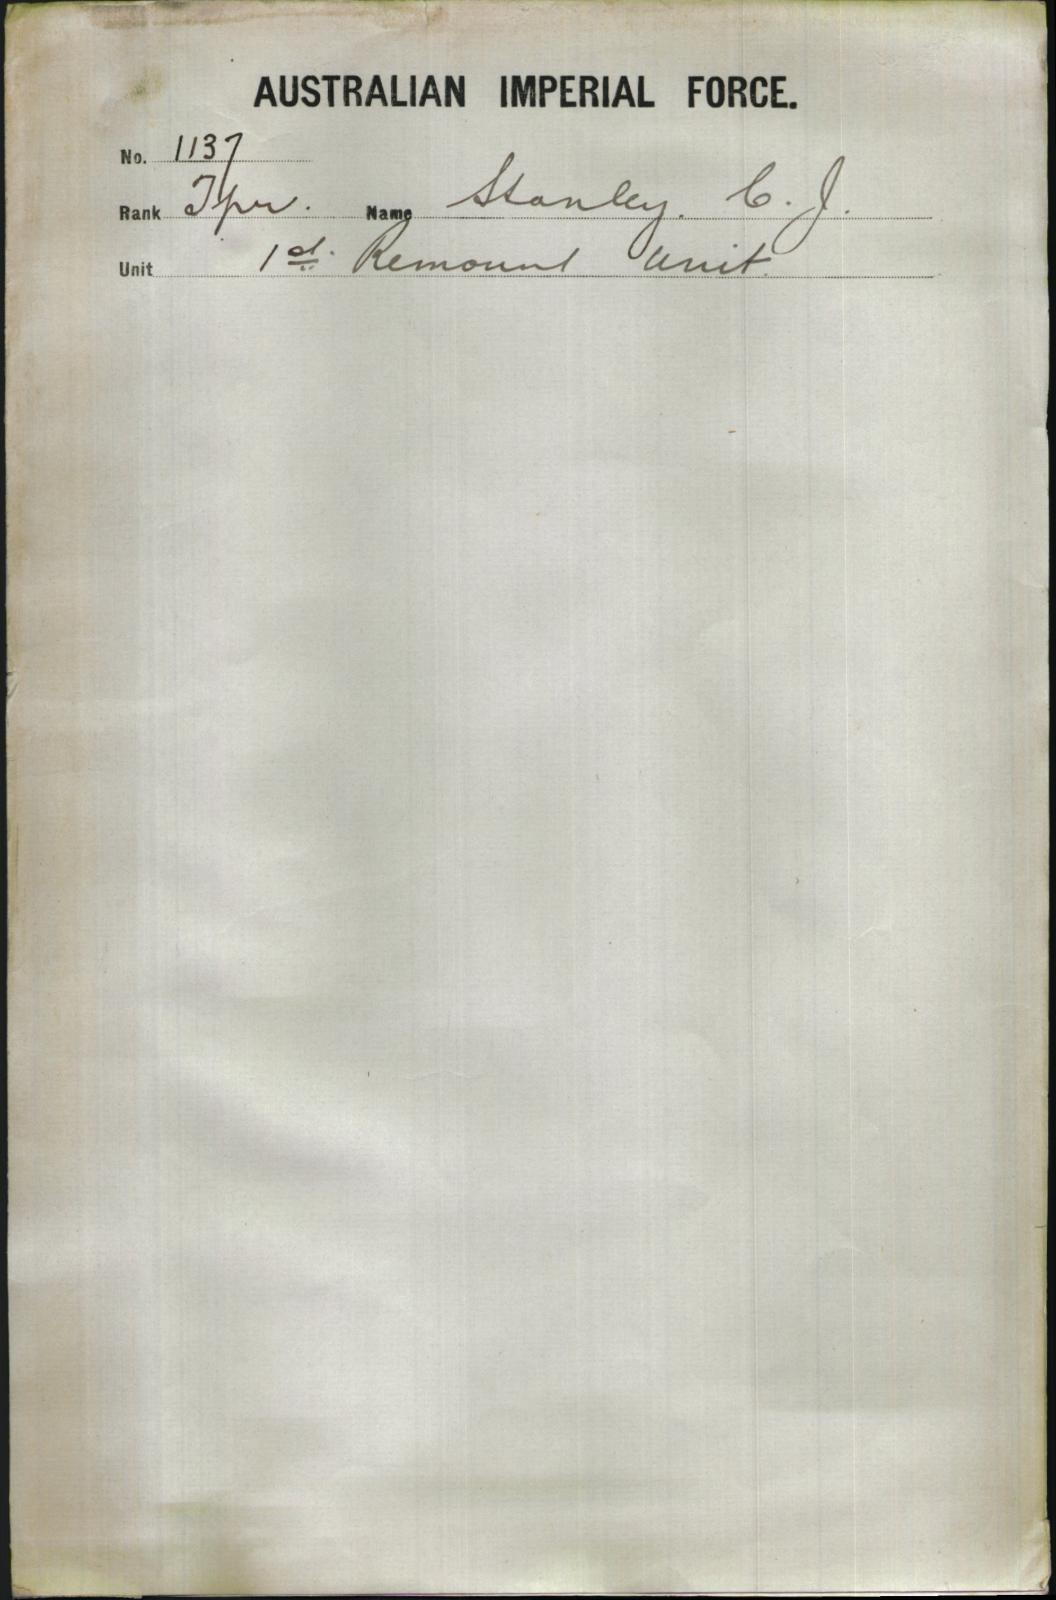 AUSTRALIAN IMPERIAL FORCE.
No. 1137
Rank Tpr. Name Stanley. C. J.
Unit 1st Remount Unit.